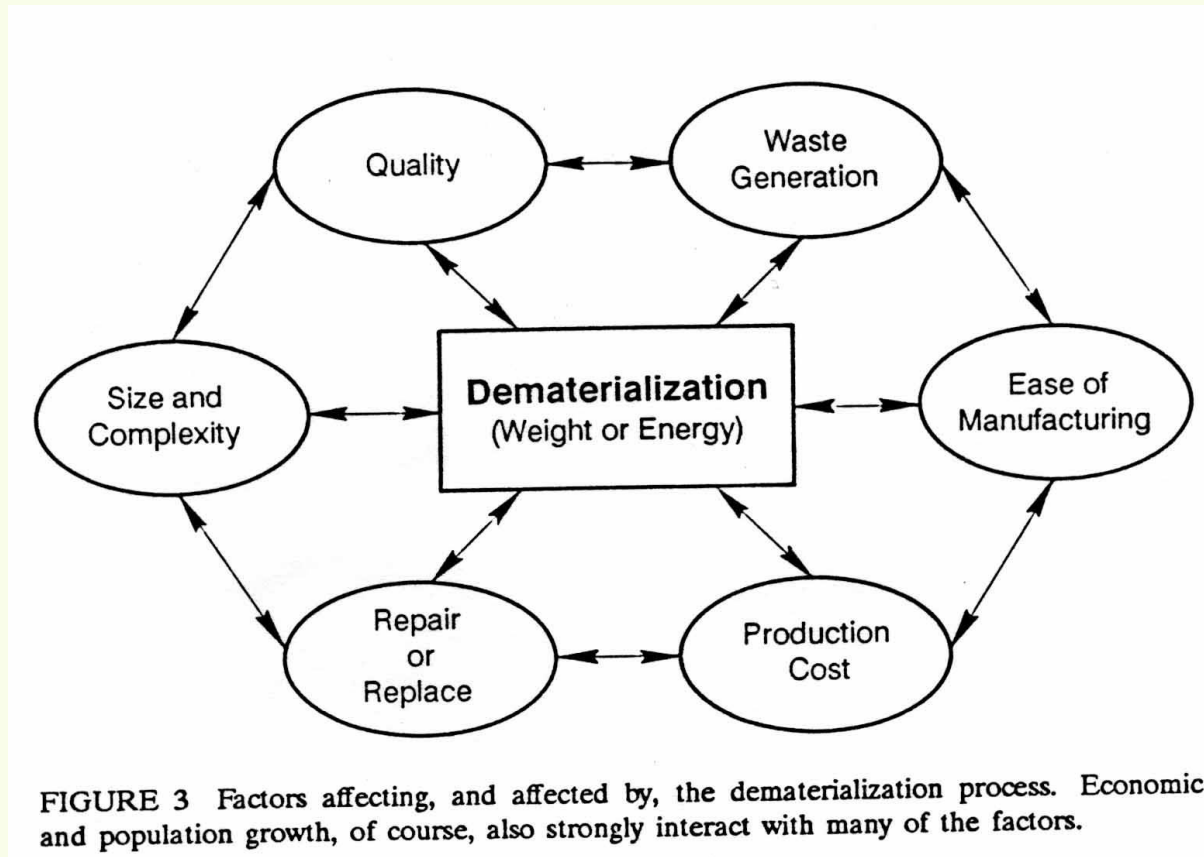 Quality
Waste
Generation
Size and
Complexity
Dematerialization
(Weight or Energy)
Ease of
Manufacturing
Repair
or
Replace
Production
Cost
FIGURE 3 Factors affecting, and affected by, the dematerialization process. Economic
and population growth, of course, also strongly interact with many of the factors.